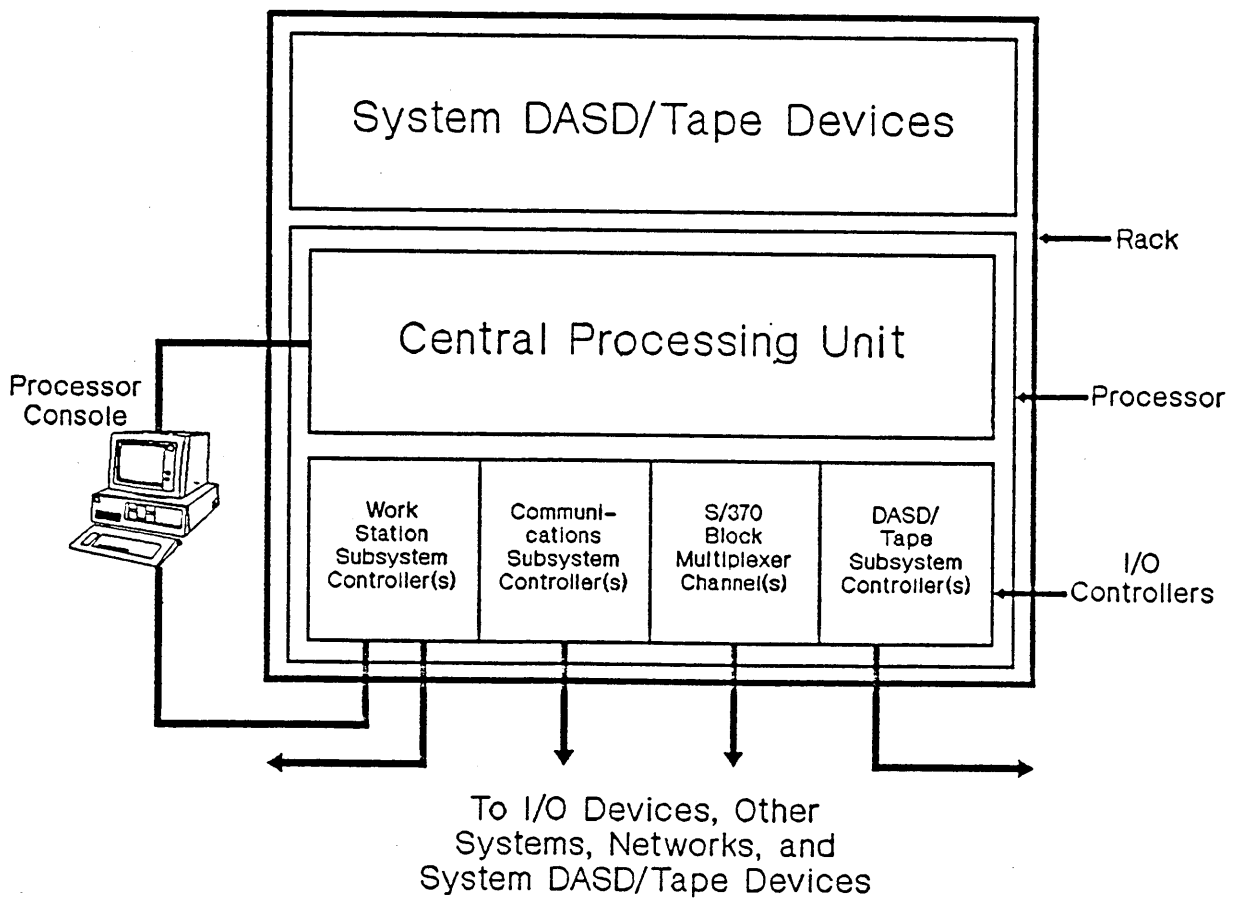 System DASD/Tape Devices
Rack
Central Processing Unit
Processor
Console
Processor
Work
Station
Subsystem
Controller(s)
Communi-
cations
Subsystem
Controller(s)
S/370
Block
Multiplexer
Channel(s)
DASD/
Tape
Subsystem
Controller(s)
I/O
Controllers
To I/O Devices, Other
Systems, Networks, and
System DASD/Tape Devices